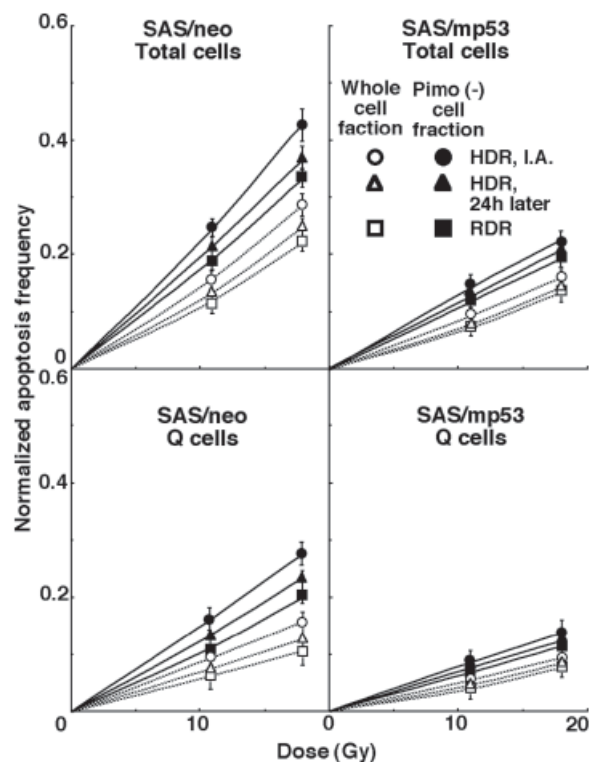 Normalized apoptosis frequency
0.6
0.4
0.2
0
SAS/neo
Total cells
SAS/mp53
Total cells
Whole
cell
faction
Pimo (-)
cell
fraction
HDR, I.A.
HDR,
24h later
RDR
0.6
0.4
0.2
SAS/neo
Q cells
SAS/mp53
Q cells
0
10
0
10
20
Dose (Gy)